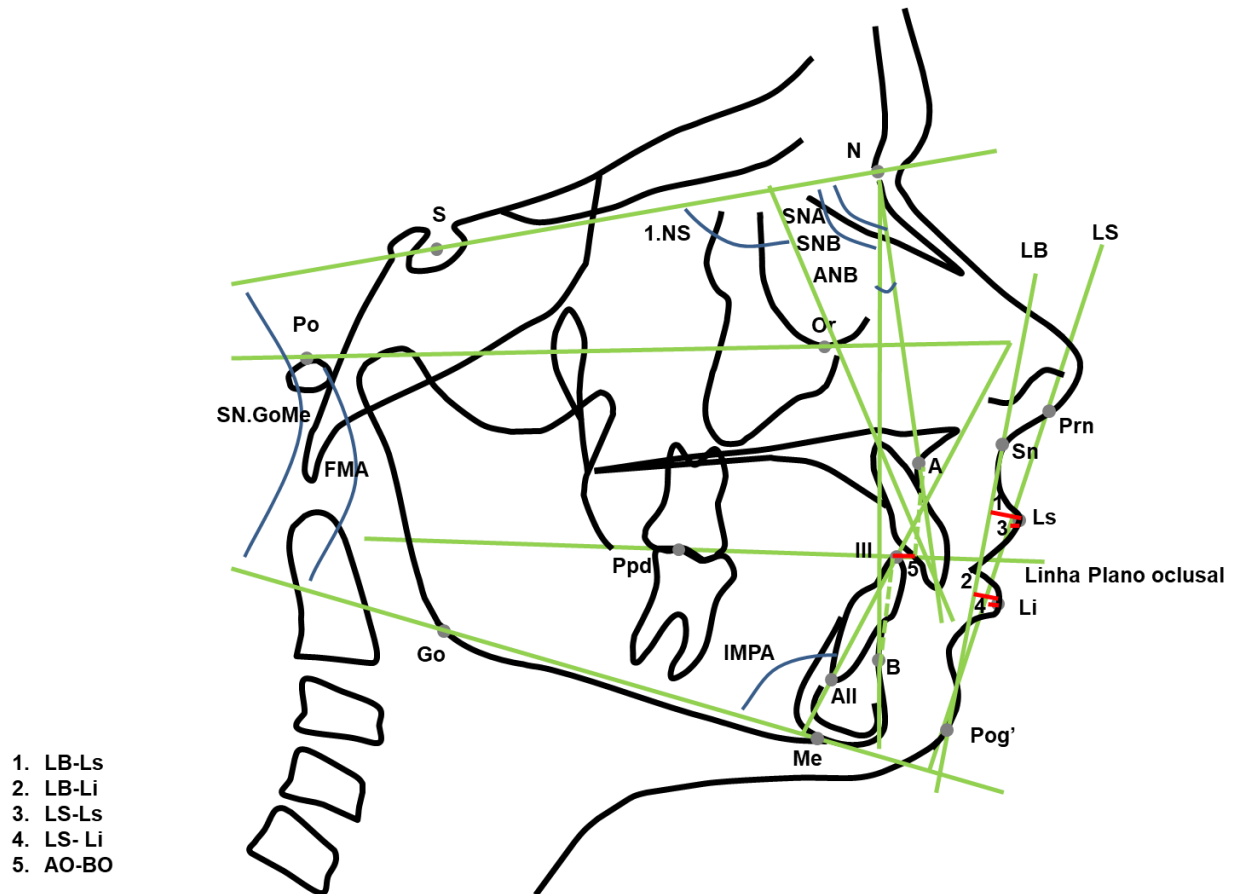 N
S
LS
SNA
1.NS
SNB
LB
ANB
Po
Or
SN.GoMe
Prn
Sn
FMA
A
1
Ls
3
III
5
Ppd
Linha Plano oclusal
2
4
Li
Go
IMPA
B
AII
Pog’
Me
1. LB-Ls
2. LB-Li
3. LS-Ls
4. LS- Li
5. AO-BO